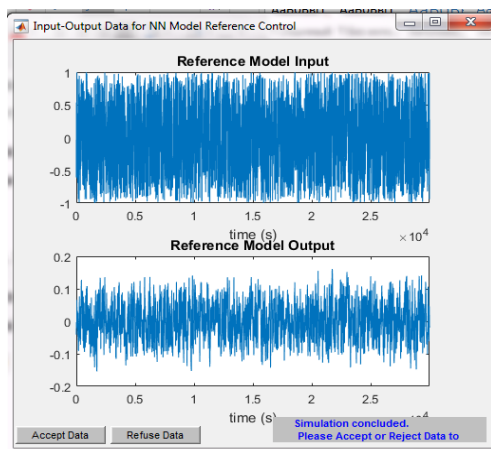 Input-Output Data for NN Model Reference Control
Reference Model Input
1
0.5
0
-0.5
-1
0 0.5 1 1.5 2 2.5
time (s)
×10^4
Reference Model Output
0.2
0.1
0
-0.1
-0.2
0 0.5 1 1.5 2 2.5
time (s)
×10^4
Accept Data
Refuse Data
Simulation concluded.
Please Accept or Reject Data to